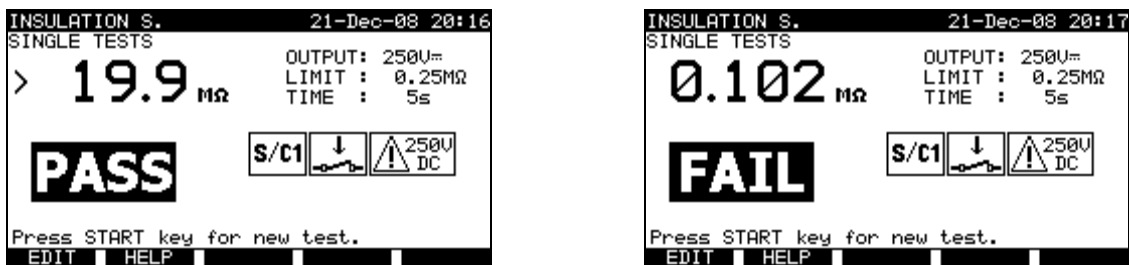 INSULATION S. 21-Dec-08 20:16
SINGLE TESTS
> 19.9 MΩ
OUTPUT: 250V⎓
LIMIT : 0.25MΩ
TIME : 5s
PASS
S/C1
250V
DC
Press START key for new test.
EDIT HELP
INSULATION S. 21-Dec-08 20:17
SINGLE TESTS
0.102 MΩ
OUTPUT: 250V⎓
LIMIT : 0.25MΩ
TIME : 5s
FAIL
S/C1
250V
DC
Press START key for new test.
EDIT HELP